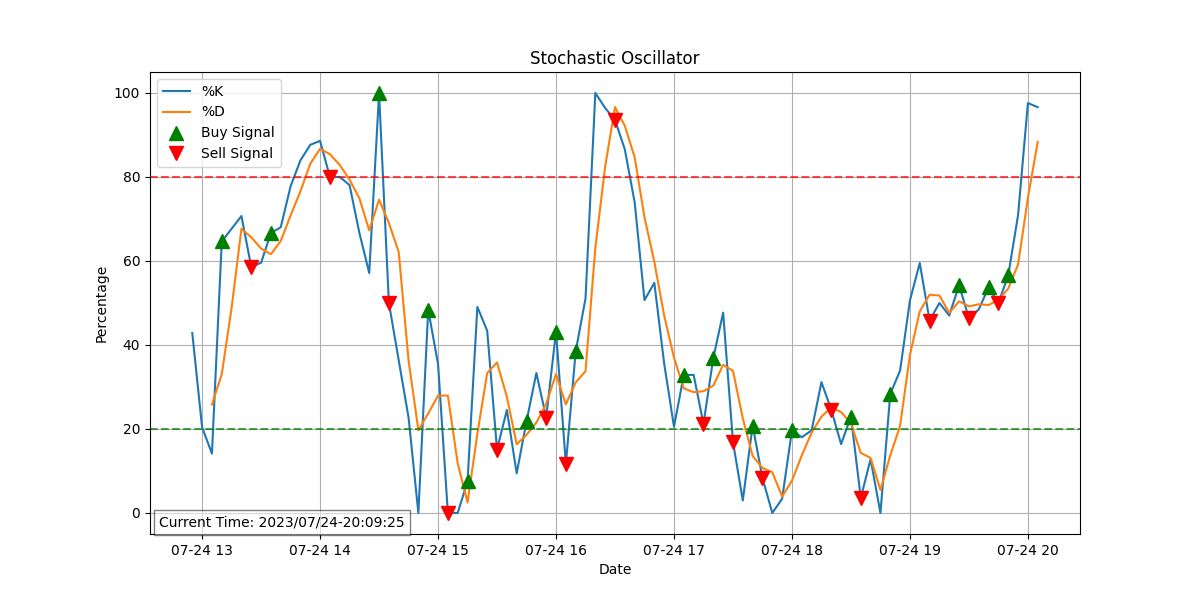 Stochastic Oscillator
%K
%D
Buy Signal
Sell Signal
100
80
60
40
20
0
Percentage
Current Time: 2023/07/24-20:09:25
07-24 13
07-24 14
07-24 15
07-24 16
07-24 17
07-24 18
07-24 19
07-24 20
Date